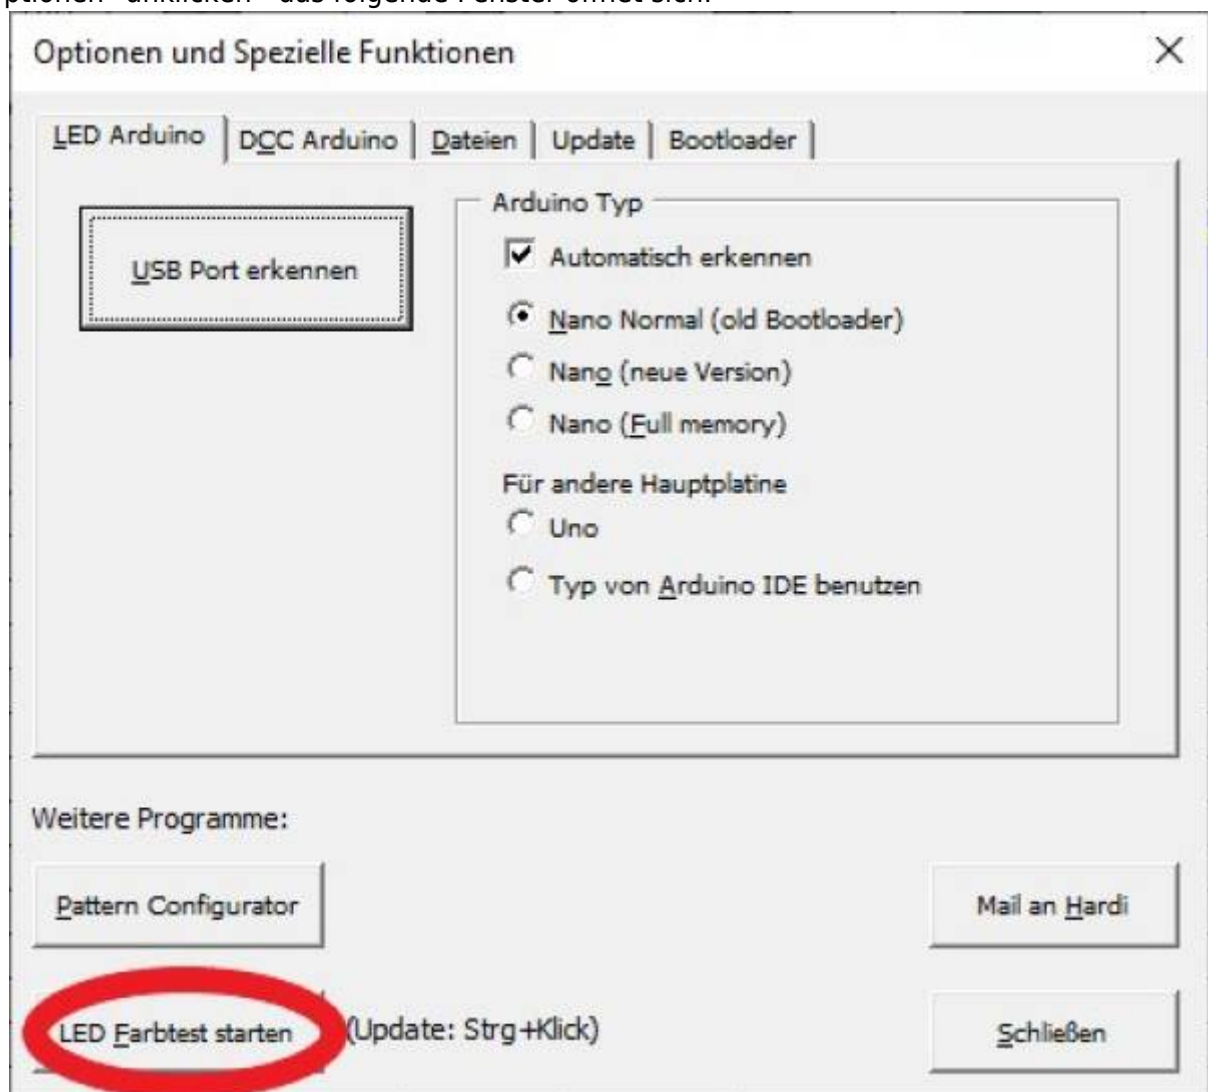 Optionen und Spezielle Funktionen
LED Arduino
DCC Arduino
Dateien
Update
Bootloader
USB Port erkennen
Arduino Typ
Automatisch erkennen
Nano Normal (old Bootloader)
Nano (neue Version)
Nano (Full memory)
Für andere Hauptplatine
Uno
Typ von Arduino IDE benutzen
Weitere Programme:
Pattern Configurator
Mail an Hardi
LED Farbtest starten
(Update: Strg+Klick)
Schließen